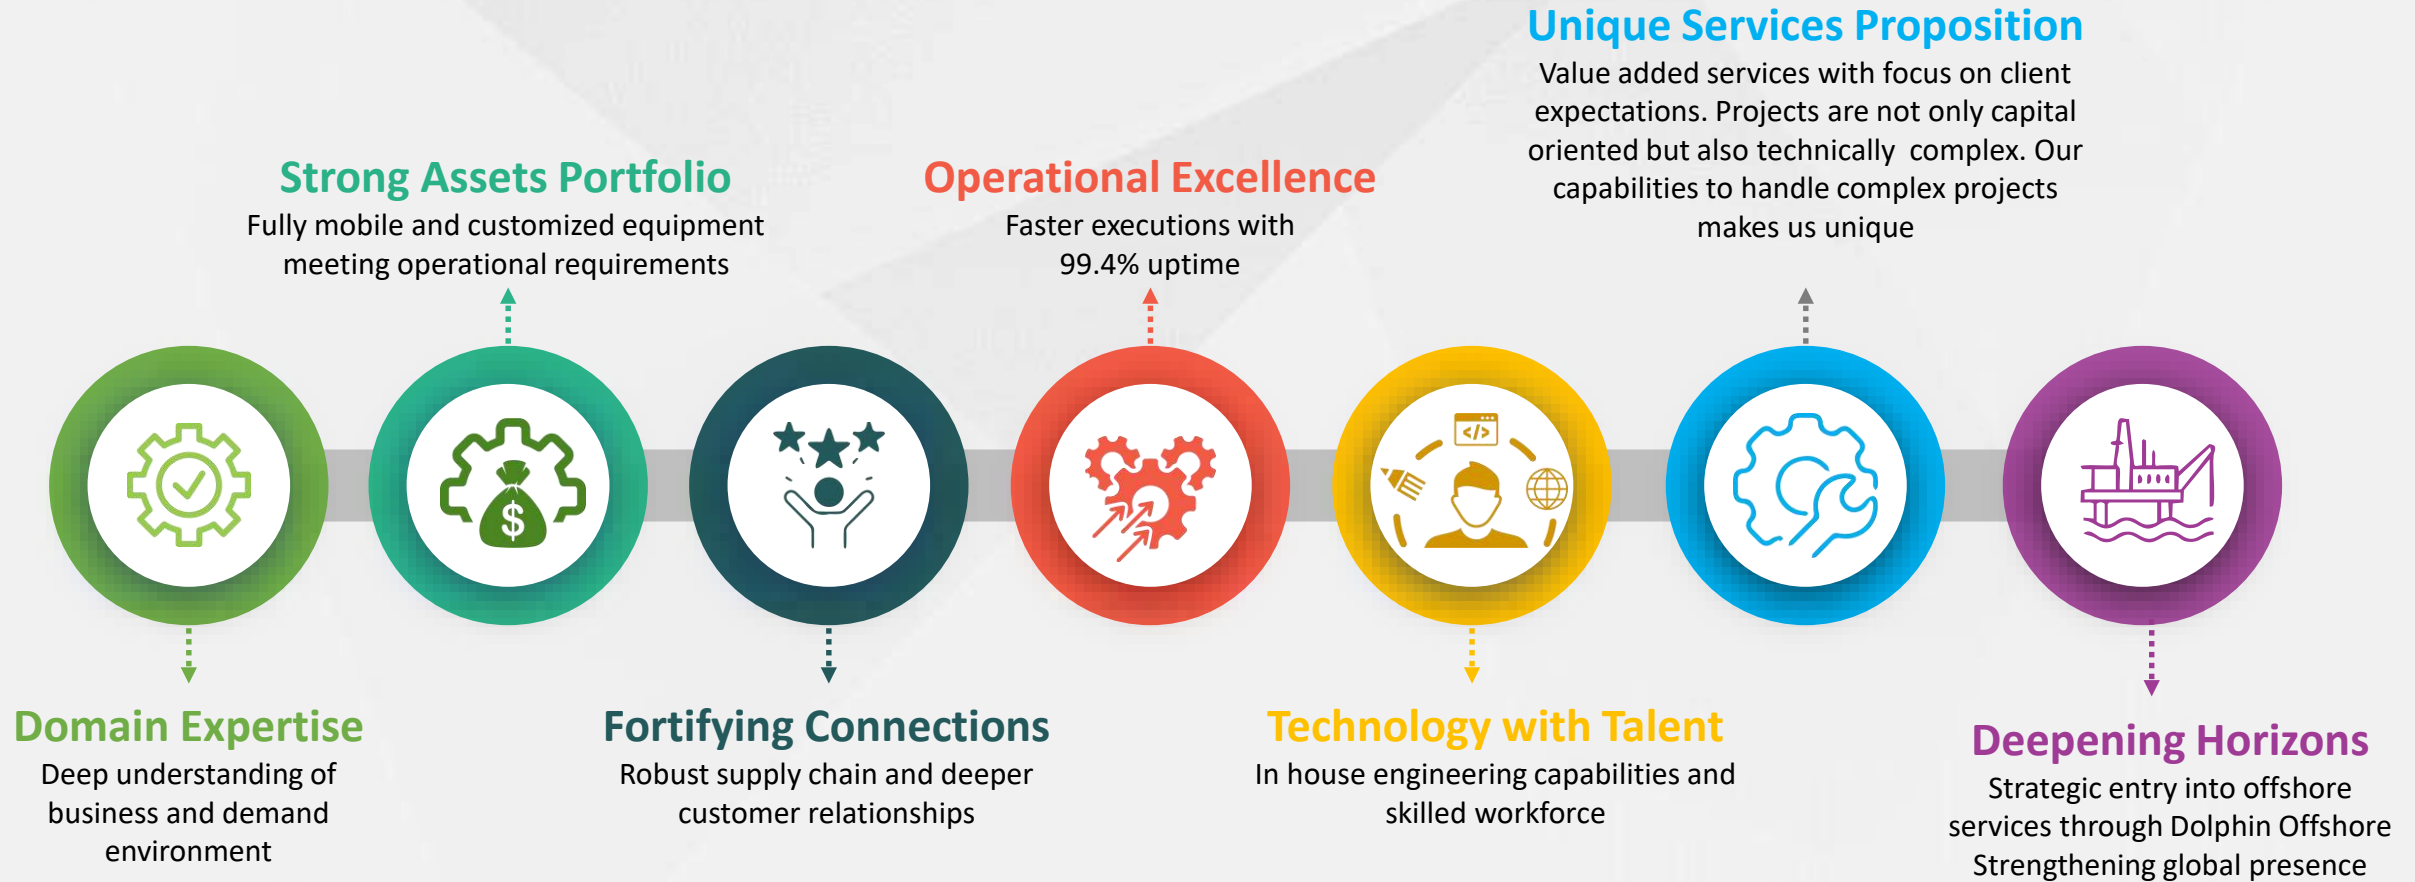 Domain Expertise
Deep understanding of
business and demand
environment
Strong Assets Portfolio
Fully mobile and customized equipment
meeting operational requirements
$
Fortifying Connections
Robust supply chain and deeper
customer relationships
Operational Excellence
Faster executions with
99.4% uptime
</>
Technology with Talent
In house engineering capabilities and
skilled workforce
Unique Services Proposition
Value added services with focus on client
expectations. Projects are not only capital
oriented but also technically complex. Our
capabilities to handle complex projects
makes us unique
Deepening Horizons
Strategic entry into offshore
services through Dolphin Offshore
Strengthening global presence